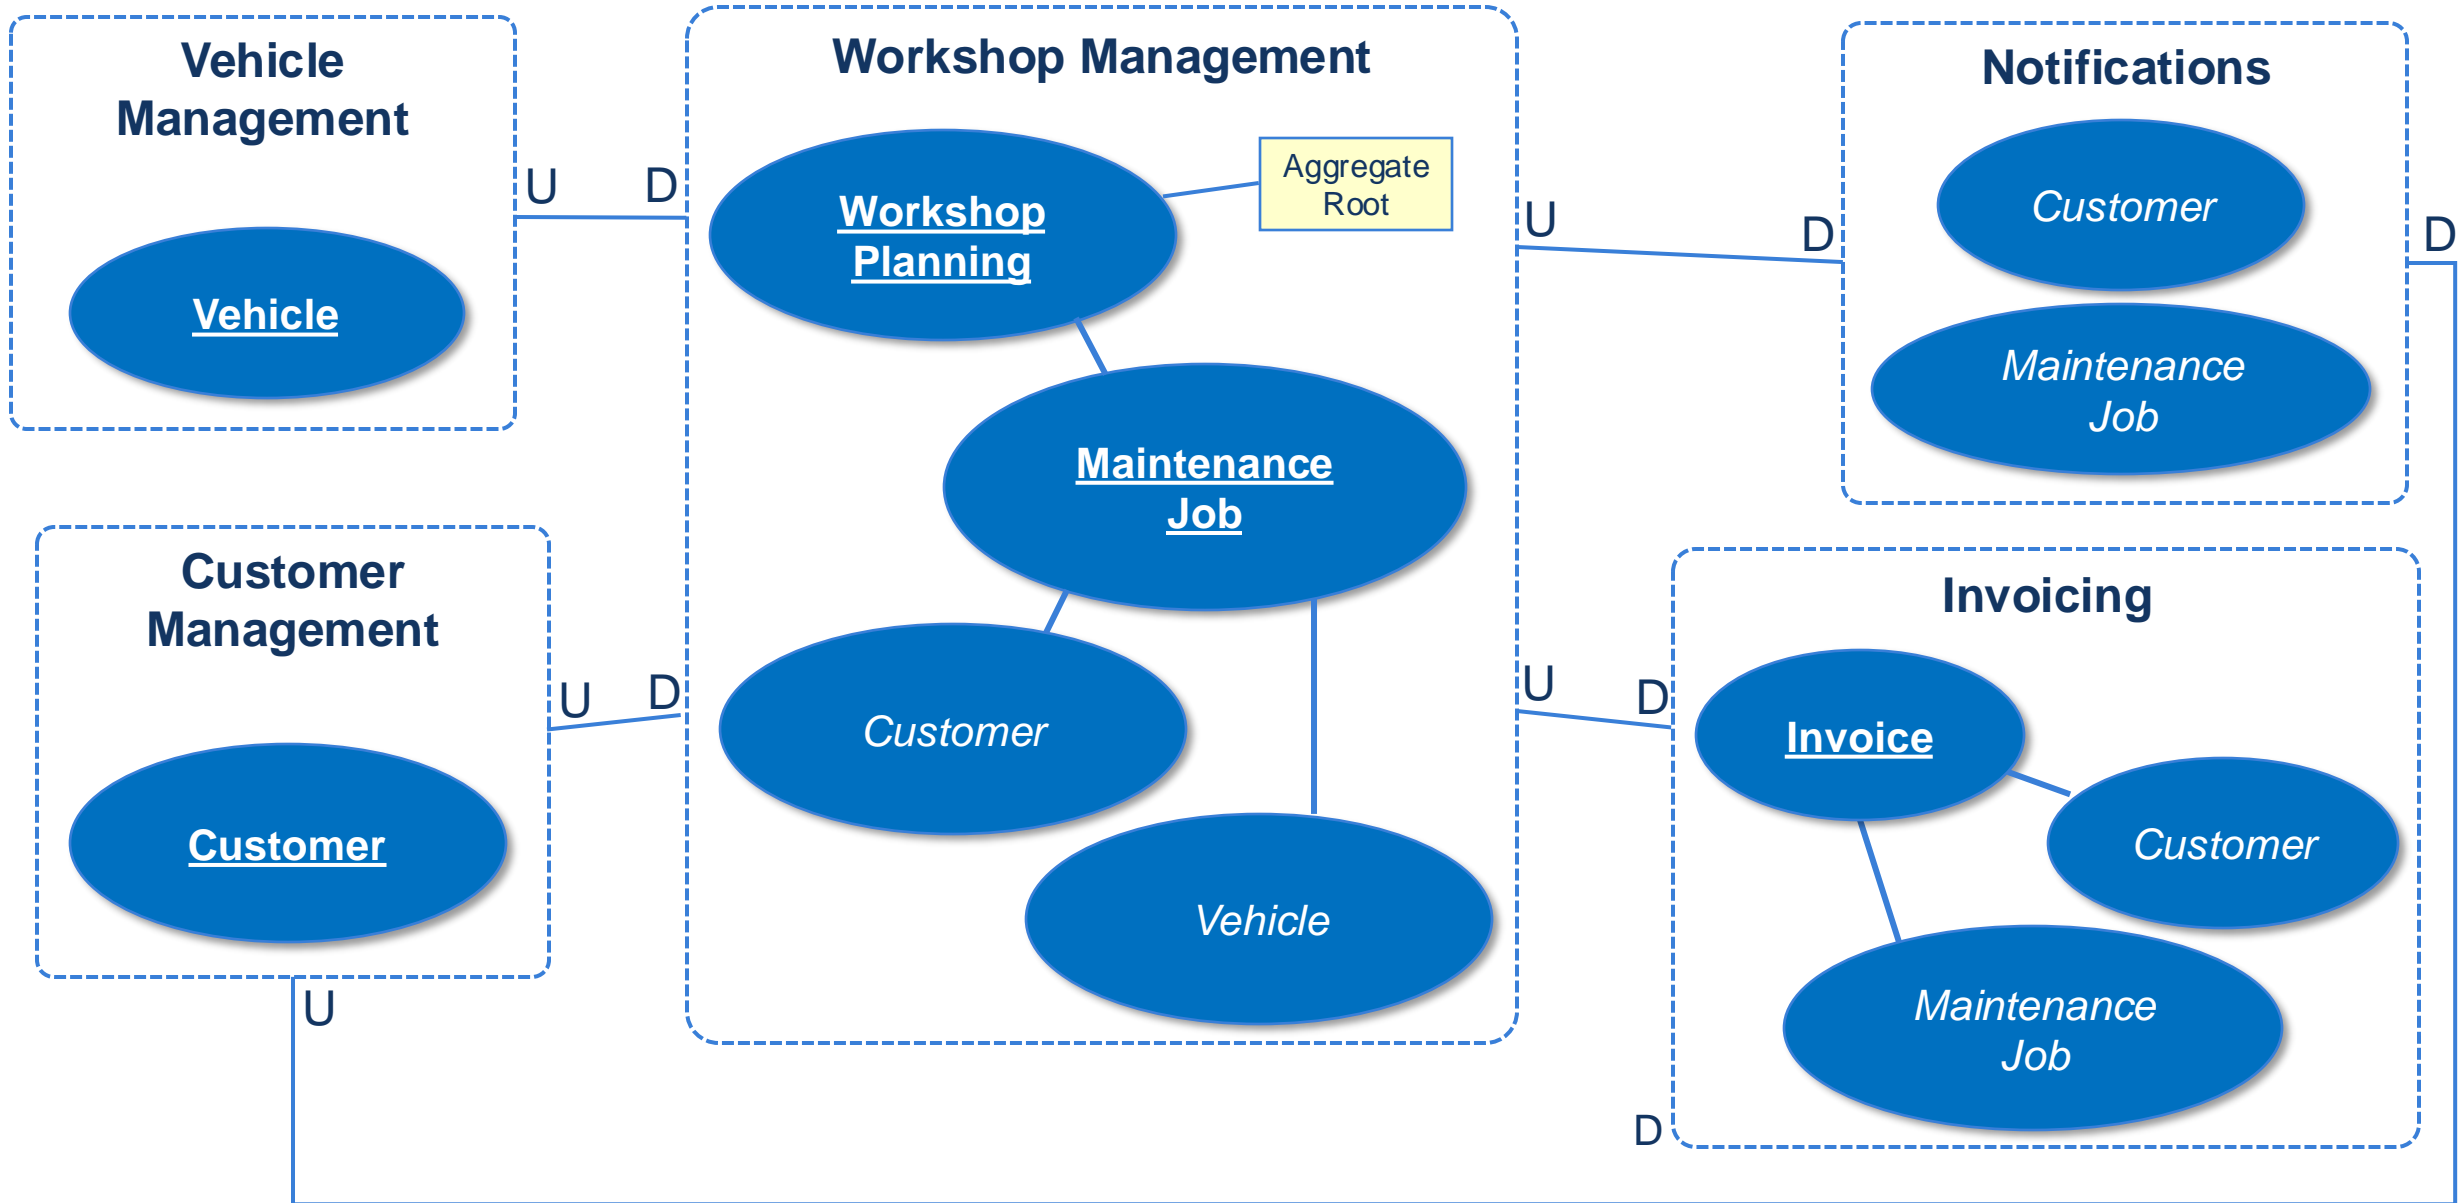 Vehicle
Management
Vehicle
U
D
Customer
Management
Customer
U
D
U
Workshop Management
Workshop
Planning
Aggregate
Root
Maintenance
Job
Customer
Vehicle
U
D
U
D
Notifications
Customer
Maintenance
Job
D
Invoicing
Invoice
Customer
Maintenance
Job
D